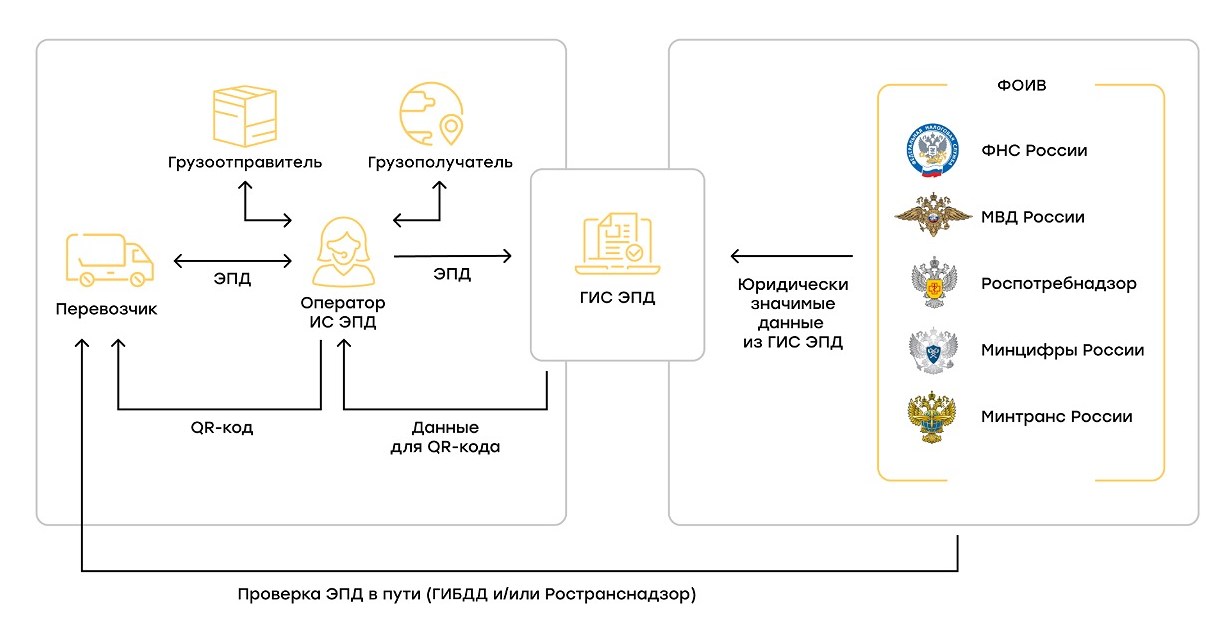 Грузоотправитель
Грузополучатель
Перевозчик
ЭПД
Оператор
ИС ЭПД
ЭПД
ГИС ЭПД
QR-код
Данные
для QR-кода
Юридически
значимые
данные
из ГИС ЭПД
ФОИВ
ФНС России
МВД России
Роспотребнадзор
Минцифры России
Минтранс России
Проверка ЭПД в пути (ГИБДД и/или Ространснадзор)